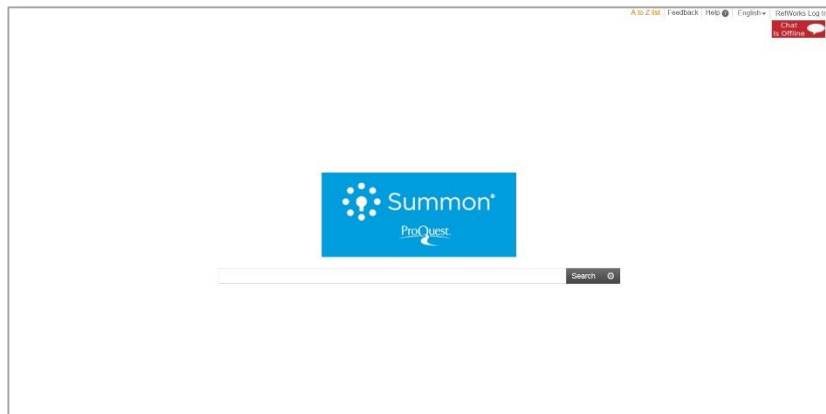 A to Z list Feedback Help ? English RefWorks Log In
Chat
Is Offline
Summon®
ProQuest
Search